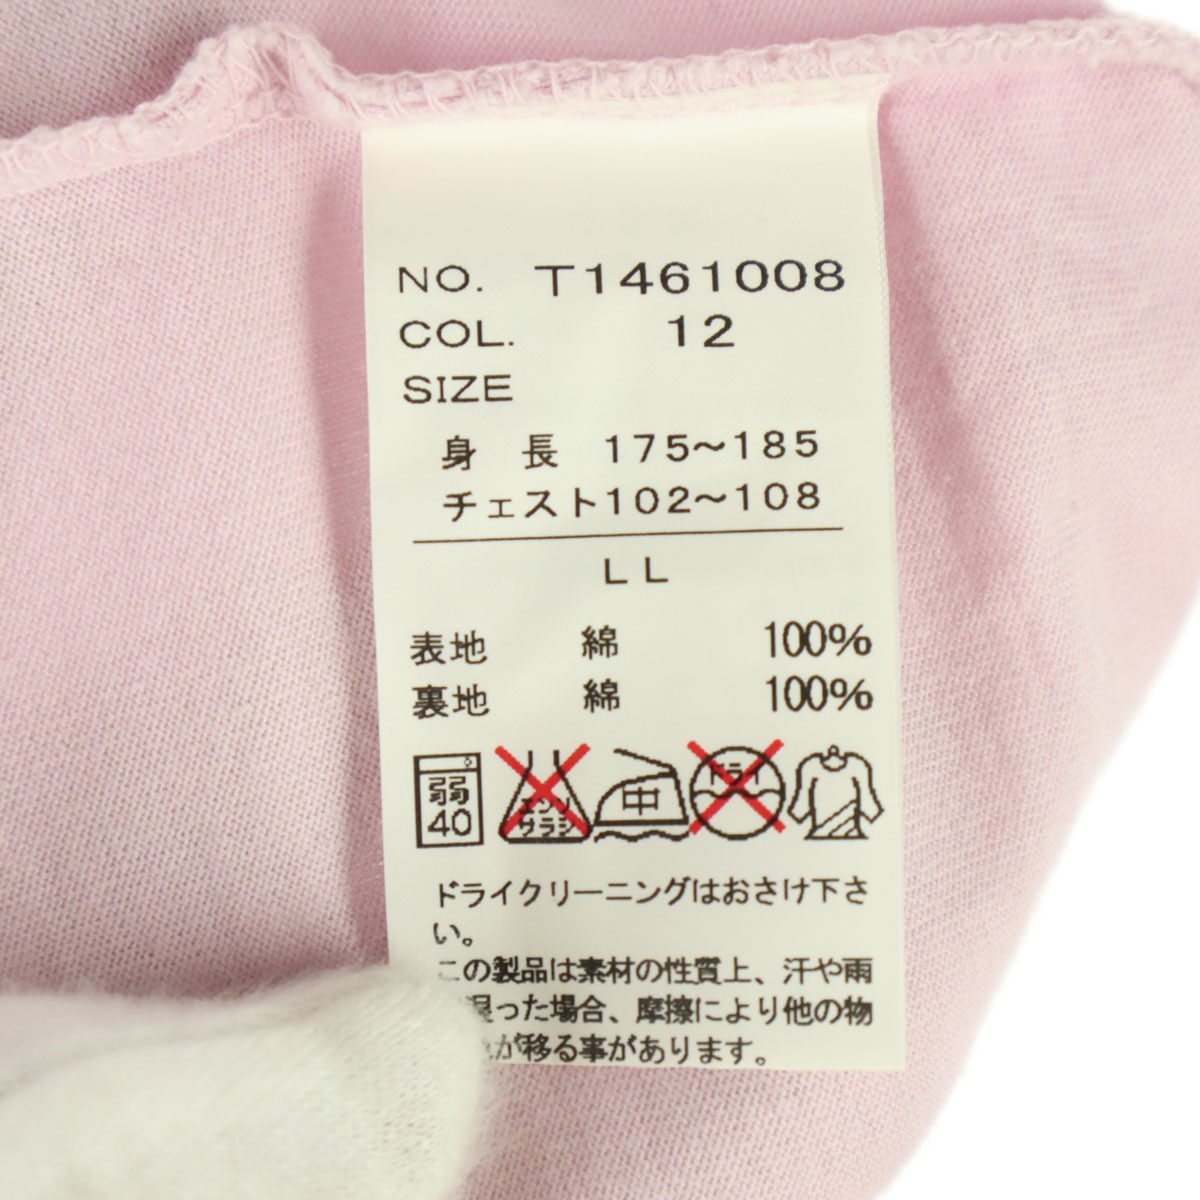 NO. T1461008
COL. 12
SIZE
身 長 175～185
チェスト102～108
LL
表地 綿 100%
裏地 綿 100%
弱 40 エンソ サラシ 中 ドライ
ドライクリーニングはおさけ下さ
い。
この製品は素材の性質上、汗や雨
湿った場合、摩擦により他の物
が移る事があります。